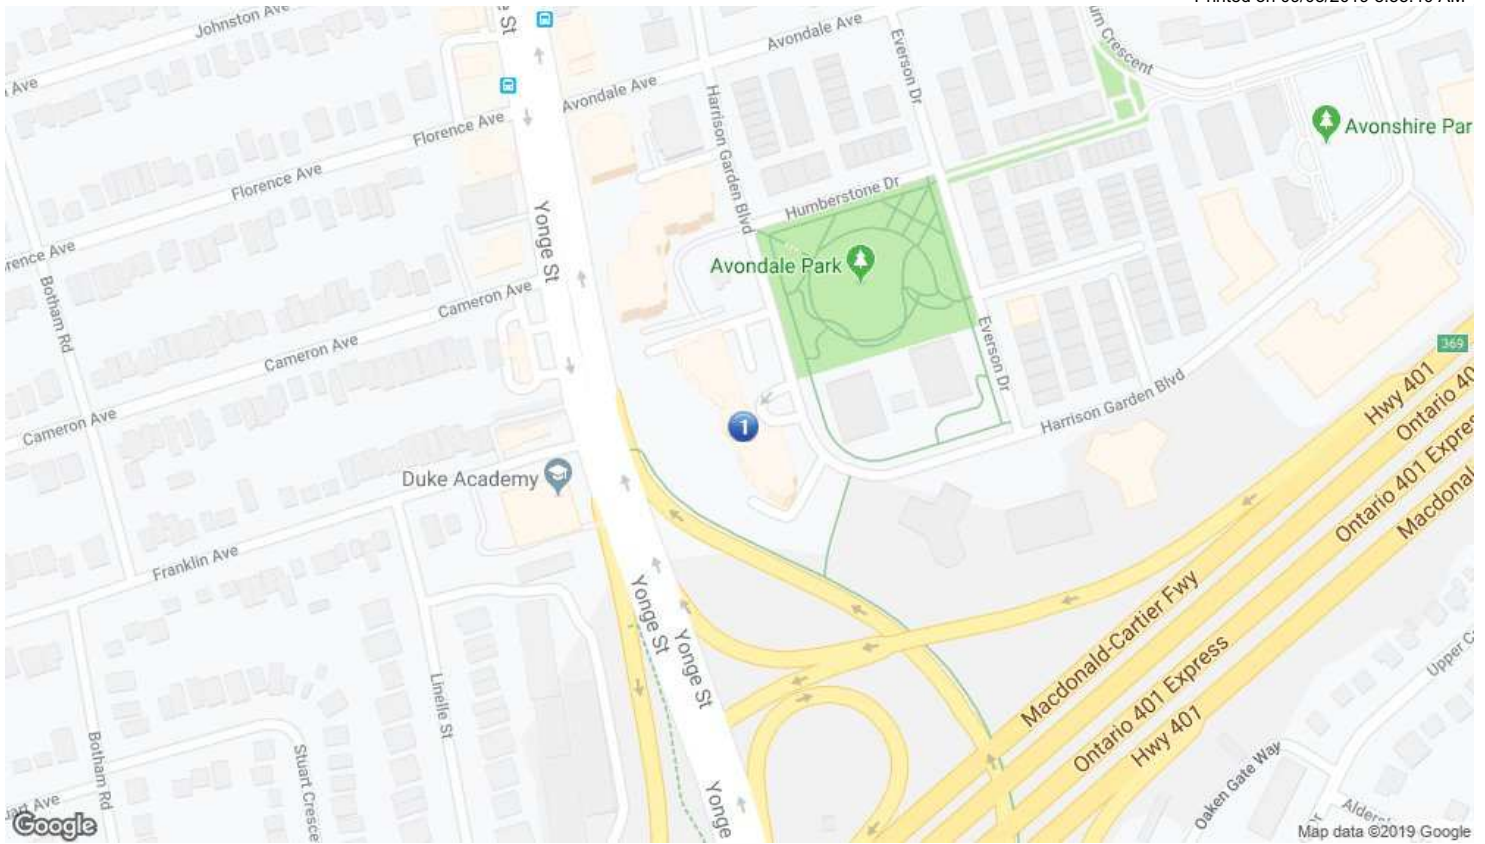 Johnston Ave
Avondale Ave
Everson Dr
Crescent
Ave
Avondale Ave
Florence Ave
Harrison Garden Blvd
Avonshire Par
Florence Ave
Humberstone Dr
Yonge St
Avondale Park
Ave
Botham Rd
Cameron Ave
Everson Dr
369
Cameron Ave
Hwy 401
Ontario 40
Harrison Garden Blvd
Cameron Ave
1
Ontario 401 Expres
Duke Academy
Macdonal
Franklin Ave
Yonge St
Yonge St
Macdonald-Cartier Fwy
Upper C
Linelle St
Ontario 401 Express
Hwy 401
Botham Rd
Stuart Cresce
Oaken Gate Way
Yonge
Ave
Alders
Google
Map data ©2019 Google